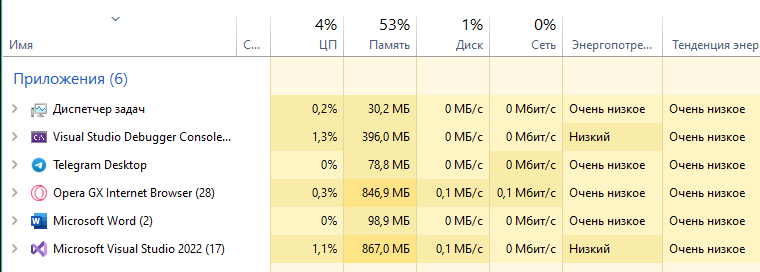 4% 53% 1% 0%
Имя С... ЦП Память Диск Сеть Энергопотре... Тенденция энер
Приложения (6)
Диспетчер задач 0,2% 30,2 МБ 0 МБ/с 0 Мбит/с Очень низкое Очень низкое
Visual Studio Debugger Console... 1,3% 396,0 МБ 0 МБ/с 0 Мбит/с Низкий Очень низкое
Telegram Desktop 0% 78,8 МБ 0 МБ/с 0 Мбит/с Очень низкое Очень низкое
Opera GX Internet Browser (28) 0,3% 846,9 МБ 0,1 МБ/с 0,1 Мбит/с Очень низкое Очень низкое
Microsoft Word (2) 0% 98,9 МБ 0 МБ/с 0 Мбит/с Очень низкое Очень низкое
Microsoft Visual Studio 2022 (17) 1,1% 867,0 МБ 0,1 МБ/с 0 Мбит/с Низкий Очень низкое